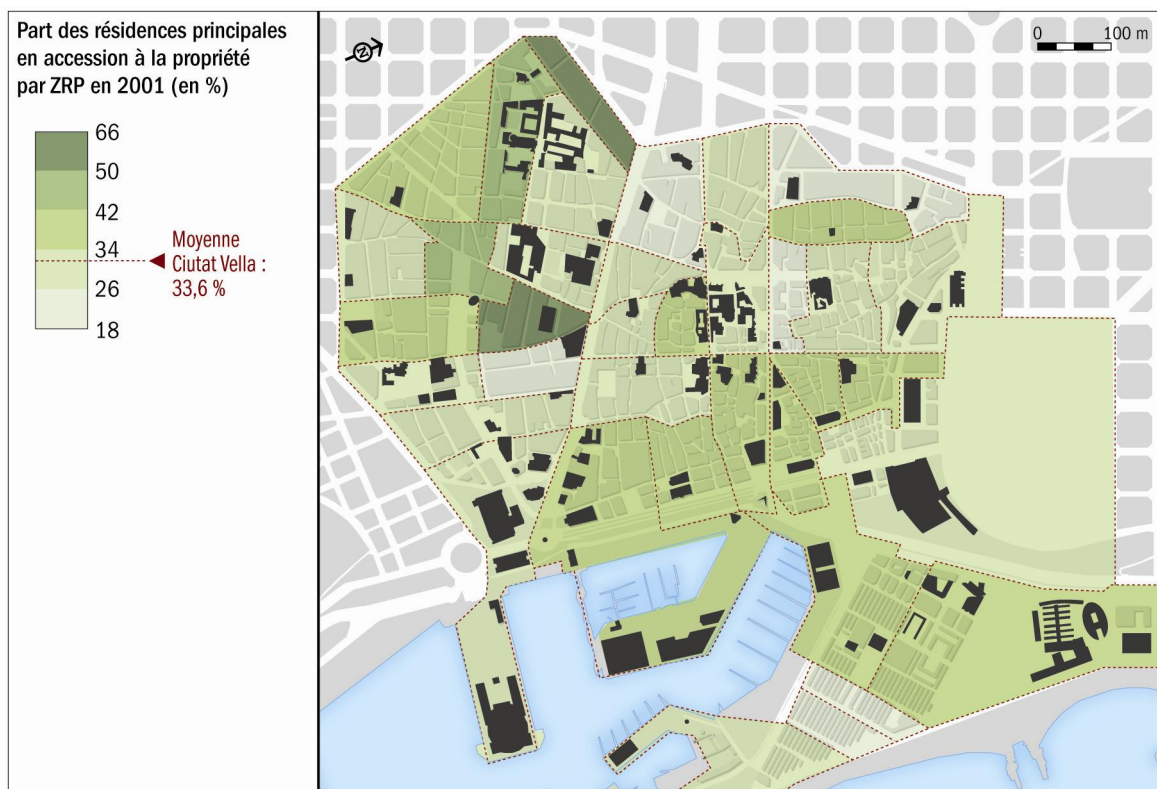 Part des résidences principales
en accession à la propriété
par ZRP en 2001 (en %)
66
50
42
34
26
18
Moyenne
Ciutat Vella :
33,6 %
N
0 100 m